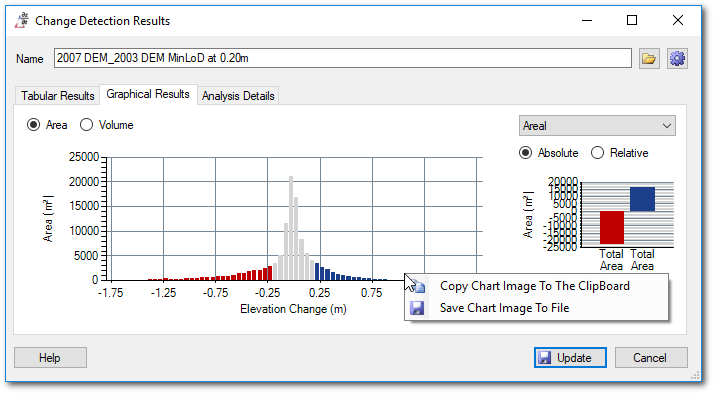 Change Detection Results
Name 2007 DEM_2003 DEM MinLoD at 0.20m
Tabular Results Graphical Results Analysis Details
Area Volume
Areal
Absolute Relative
25000
20000
15000
10000
5000
0
Area (m²)
-1.75 -1.25 -0.75 -0.25 0.25 0.75
Elevation Change (m)
20000
15000
10000
5000
0
-5000
-10000
-15000
-20000
-25000
Area (m²)
Total Total
Area Area
Copy Chart Image To The ClipBoard
Save Chart Image To File
Help Update Cancel